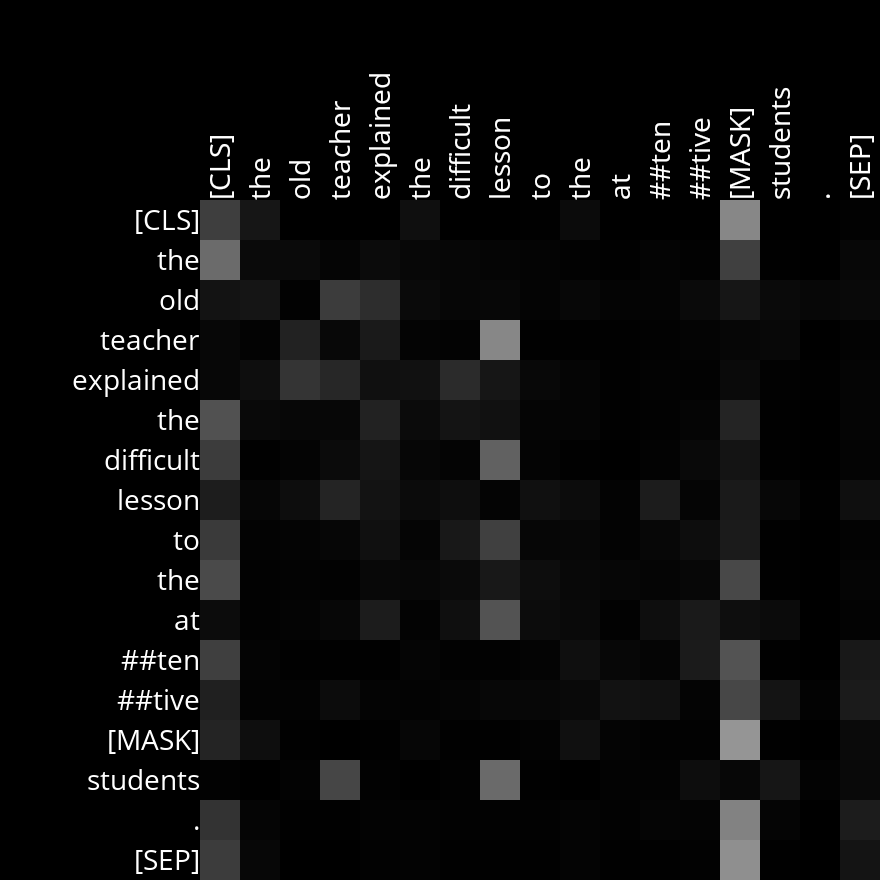 [CLS] the old teacher explained the difficult lesson to the at ##ten ##tive [MASK] students . [SEP]
[CLS]
the
old
teacher
explained
the
difficult
lesson
to
the
at
##ten
##tive
[MASK]
students
.
[SEP]